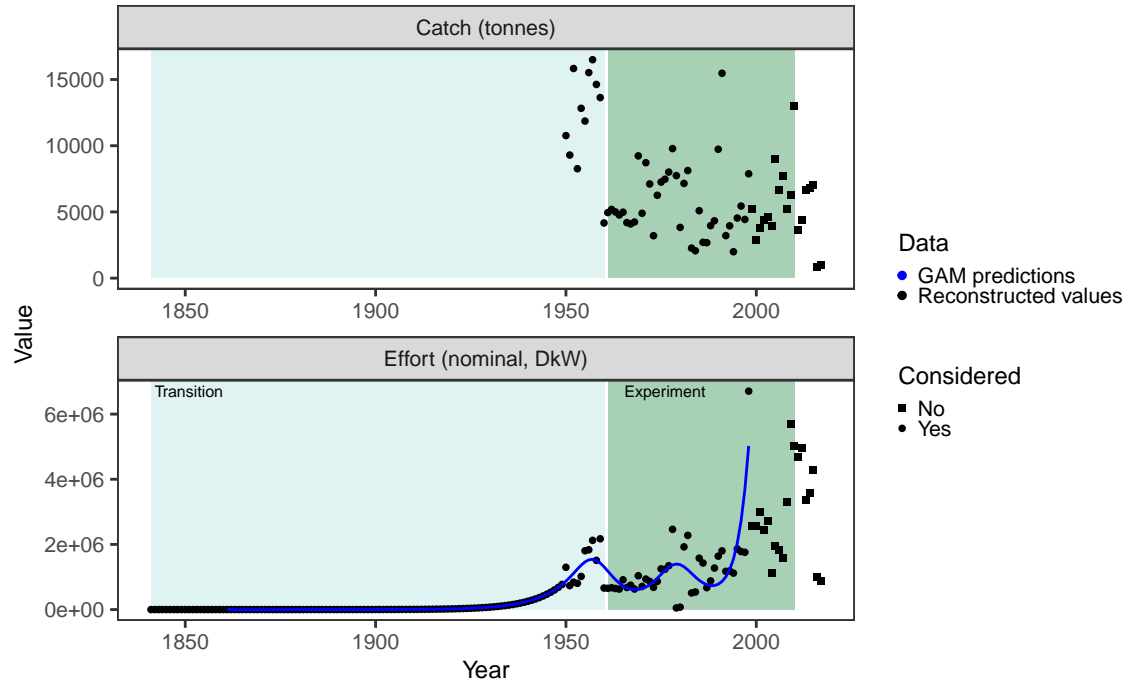 Catch (tonnes)
15000
10000
5000
0
1850
1900
1950
2000
Value
Effort (nominal, DkW)
Transition
Experiment
6e+06
4e+06
2e+06
0e+00
1850
1900
1950
2000
Year
Data
GAM predictions
Reconstructed values
Considered
No
Yes